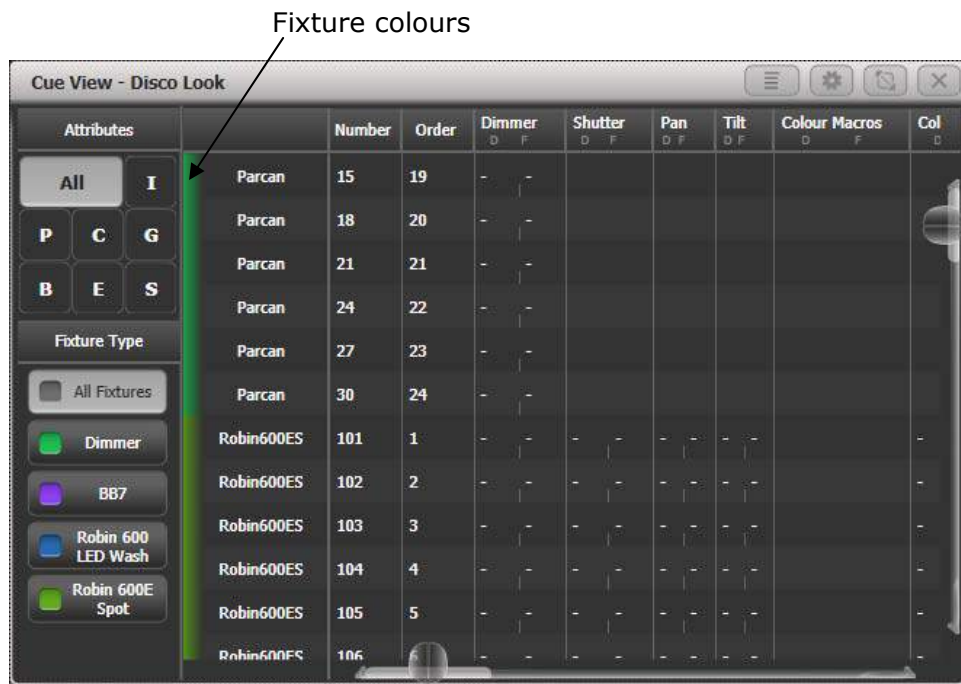 Fixture colours
Cue View - Disco Look
Attributes Number Order Dimmer Shutter Pan Tilt Colour Macros Col
D F D F D F D F D F D
All I
P C G
B E S
Fixture Type
All Fixtures
Dimmer
BB7
Robin 600
LED Wash
Robin 600E
Spot
Parcan 15 19 - -
Parcan 18 20 - -
Parcan 21 21 - -
Parcan 24 22 - -
Parcan 27 23 - -
Parcan 30 24 - -
Robin600ES 101 1 - - - - - - - - -
Robin600ES 102 2 - - - - - - - - -
Robin600ES 103 3 - - - - - - - - -
Robin600ES 104 4 - - - - - - - - -
Robin600ES 105 5 - - - - - - - - -
Robin600ES 106 - - - - - - - - -